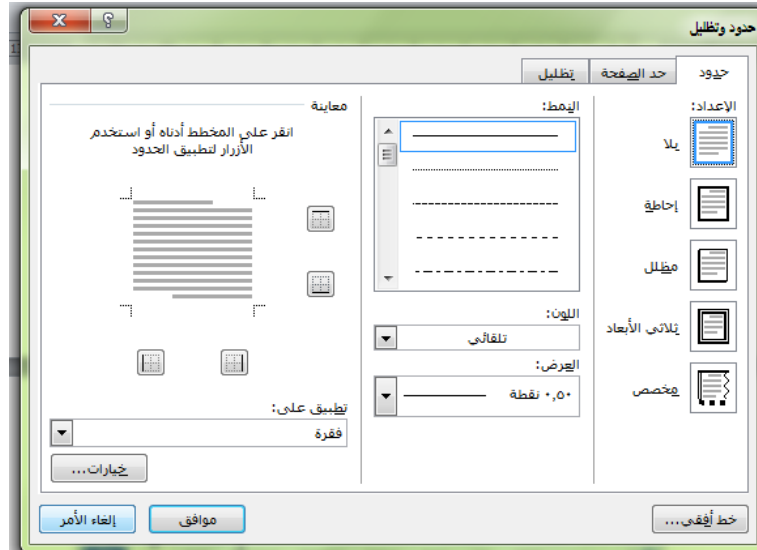 حدود وتظليل
حدود
حد الصفحة
تظليل
الإعداد:
بلا
إحاطة
مظلل
ثلاثي الأبعاد
مخصص
النمط:
اللون:
تلقائي
العرض:
٠,٥٠ نقطة
معاينة
انقر على المخطط أدناه أو استخدم
الأزرار لتطبيق الحدود
تطبيق على:
فقرة
خيارات...
خط أفقي...
موافق
إلغاء الأمر